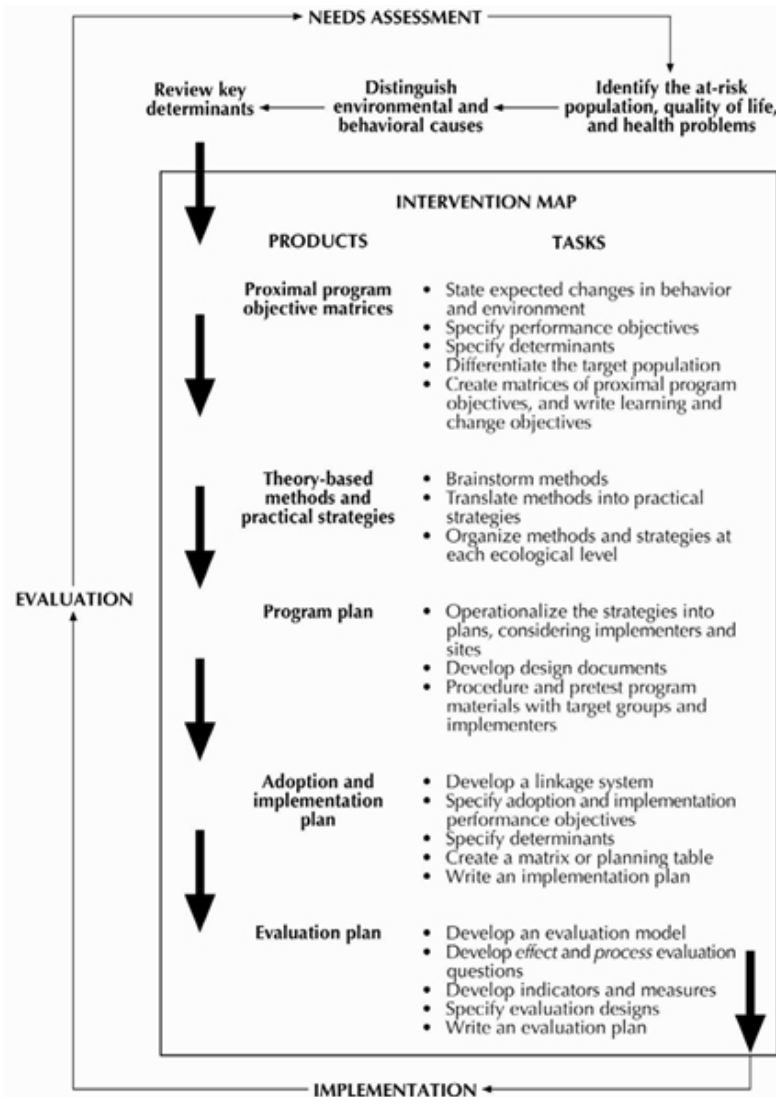 NEEDS ASSESSMENT
Review key
determinants
Distinguish
environmental and
behavioral causes
Identify the at-risk
population, quality of life,
and health problems
INTERVENTION MAP
PRODUCTS
TASKS
Proximal program
objective matrices
• State expected changes in behavior
and environment
• Specify performance objectives
• Specify determinants
• Differentiate the target population
• Create matrices of proximal program
objectives, and write learning and
change objectives
Theory-based
methods and
practical strategies
• Brainstorm methods
• Translate methods into practical
strategies
• Organize methods and strategies at
each ecological level
EVALUATION
Program plan
• Operationalize the strategies into
plans, considering implementers and
sites
• Develop design documents
• Procedure and pretest program
materials with target groups and
implementers
Adoption and
implementation
plan
• Develop a linkage system
• Specify adoption and implementation
performance objectives
• Specify determinants
• Create a matrix or planning table
• Write an implementation plan
Evaluation plan
• Develop an evaluation model
• Develop effect and process evaluation
questions
• Develop indicators and measures
• Specify evaluation designs
• Write an evaluation plan
IMPLEMENTATION